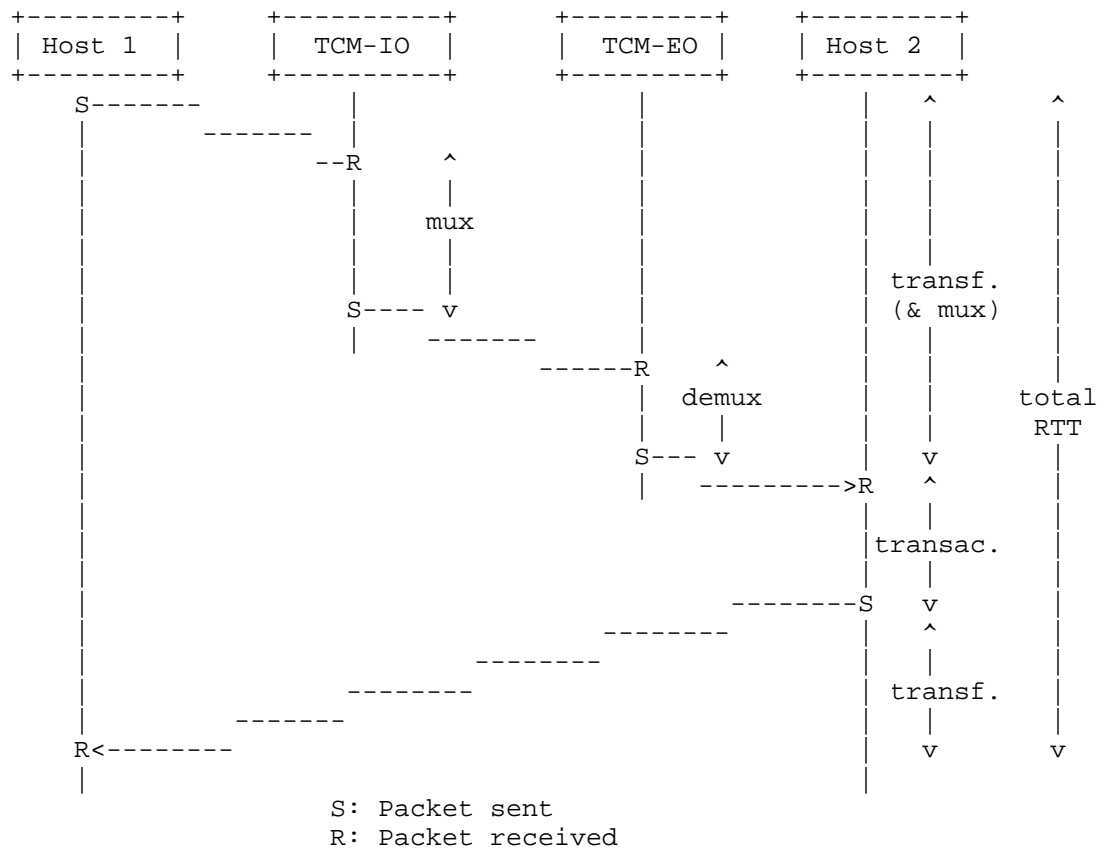 Host 1 TCM-IO TCM-EO Host 2
S
R
mux
transf.
S v (& mux)
R
demux total
RTT
S v v
R
transac.
S v
transf.
R v v
S: Packet sent
R: Packet received